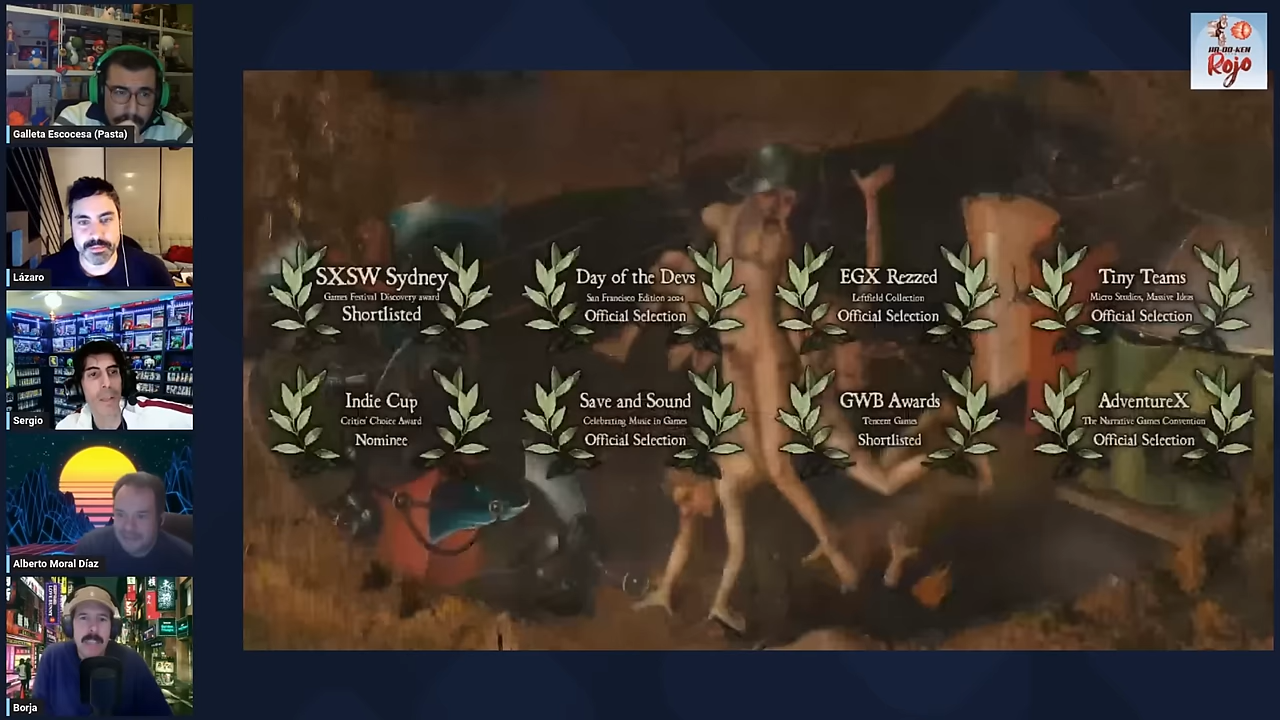 HA-DO-KEN
Rojo
Galleta Escocesa (Pasta)
Lázaro
Sergio
Alberto Moral Díaz
Borja
SXSW Sydney
Games Festival Discovery award
Shortlisted
Day of the Devs
San Francisco Edition 2024
Official Selection
EGX Rezzed
Leftfield Collection
Official Selection
Tiny Teams
Micro Studios, Massive Ideas
Official Selection
Indie Cup
Critics' Choice Award
Nominee
Save and Sound
Celebrating Music in Games
Official Selection
GWB Awards
Tencent Games
Shortlisted
AdventureX
The Narrative Games Convention
Official Selection